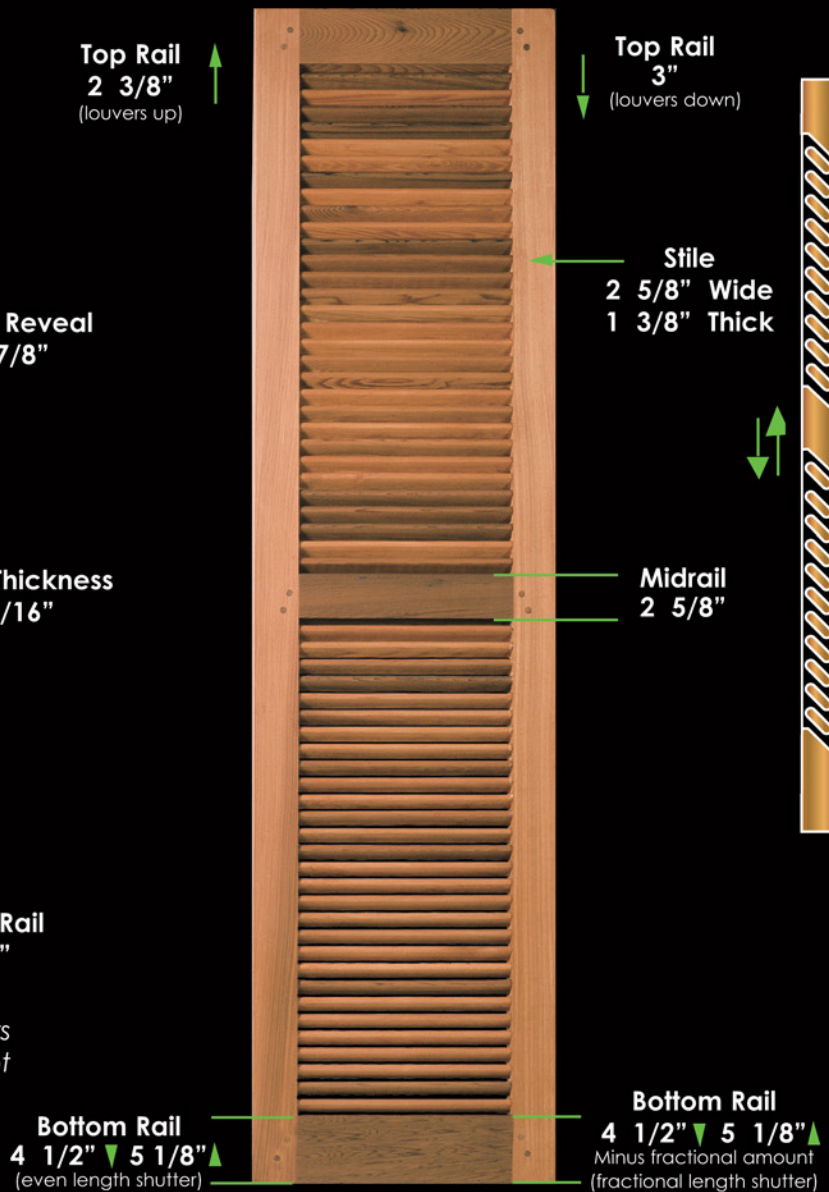 Top Rail
2 3/8”
(louvers up)
Top Rail
3”
(louvers down)
Stile
2 5/8” Wide
1 3/8” Thick
Reveal
7/8”
Thickness
/16”
Midrail
2 5/8”
Rail
”
Bottom Rail
4 1/2” ▼ 5 1/8” ▲
(even length shutter)
Bottom Rail
4 1/2” ▼ 5 1/8” ▲
Minus fractional amount
(fractional length shutter)